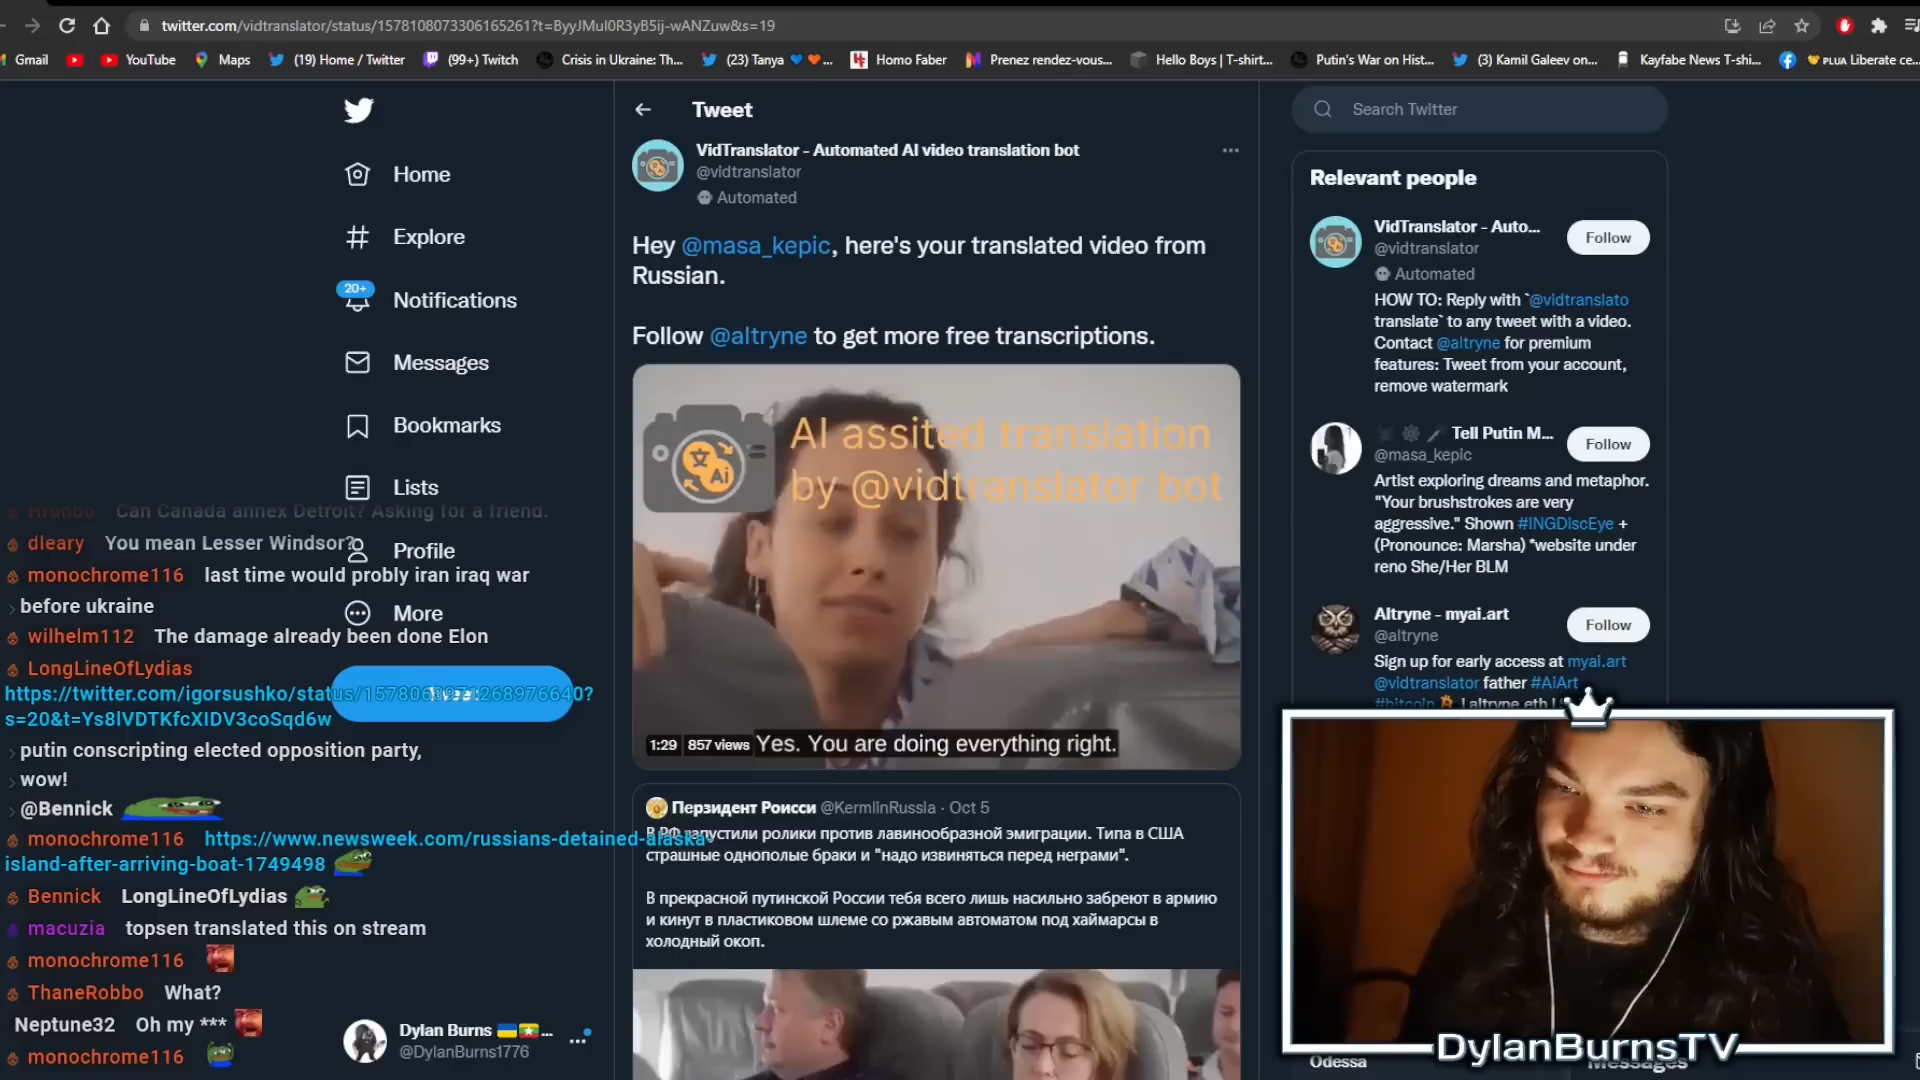 twitter.com/vidtranslator/status/1578108073306165261?t=ByyJMul0R3yB5ij-wANZuw&s=19
Gmail
YouTube
Maps
(19) Home / Twitter
(99+) Twitch
Crisis in Ukraine: Th...
(23) Tanya 💙🧡...
Homo Faber
Prenez rendez-vous...
Hello Boys | T-shirt...
Putin's War on Hist...
(3) Kamil Galeev on...
Kayfabe News T-shi...
PLUA Liberate ce...
Home
Explore
20+
Notifications
Messages
Bookmarks
Lists
Profile
More
Dylan Burns 🇺🇦🇲🇲...
@DylanBurns1776
Can Canada annex Detroit? Asking for a friend.
dleary You mean Lesser Windsor?
monochrome116 last time would probly iran iraq war
before ukraine
wilhelm112 The damage already been done Elon
LongLineOfLydias
s=20&t=Ys8lVDTKfcXIDV3coSqd6w
putin conscripting elected opposition party,
wow!
@Bennick
monochrome116 https://www.newsweek.com/russians-detained-alaska-
island-after-arriving-boat-1749498
Bennick LongLineOfLydias
macuzia topsen translated this on stream
monochrome116
ThaneRobbo What?
Neptune32 Oh my ***
monochrome116
Tweet
VidTranslator - Automated AI video translation bot
@vidtranslator
Automated
Hey @masa_kepic, here's your translated video from
Russian.
Follow @altryne to get more free transcriptions.
AI assited translation
by @vidtranslator bot
1:29 857 views Yes. You are doing everything right.
Перзидент Роисси @KermlinRussia · Oct 5
В РФ запустили ролики против лавинообразной эмиграции. Типа в США
страшные однополые браки и "надо извиняться перед неграми".
В прекрасной путинской России тебя всего лишь насильно забреют в армию
и кинут в пластиковом шлеме со ржавым автоматом под хаймарсы в
холодный окоп.
Search Twitter
Relevant people
VidTranslator - Auto...
@vidtranslator
Automated
Follow
HOW TO: Reply with `@vidtranslato
translate` to any tweet with a video.
Contact @altryne for premium
features: Tweet from your account,
remove watermark
Tell Putin M...
@masa_kepic
Follow
Artist exploring dreams and metaphor.
"Your brushstrokes are very
aggressive." Shown #INGDiscEye +
(Pronounce: Marsha) *website under
reno She/Her BLM
Altryne - myai.art
@altryne
Follow
Sign up for early access at myai.art
@vidtranslator father #AiArt
#bitcoin
DylanBurnsTV
Odessa
Messages